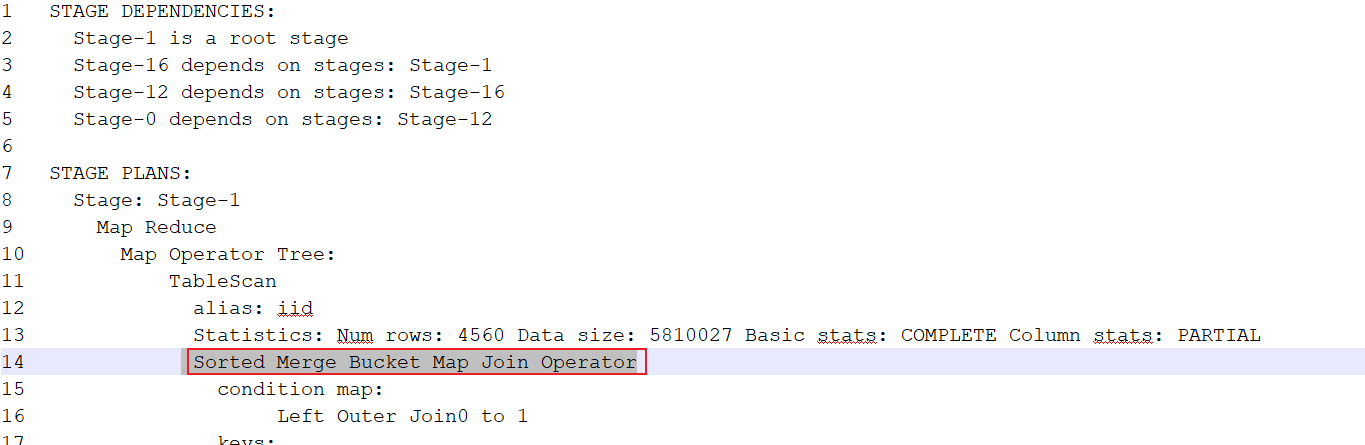 1 STAGE DEPENDENCIES:
2 Stage-1 is a root stage
3 Stage-16 depends on stages: Stage-1
4 Stage-12 depends on stages: Stage-16
5 Stage-0 depends on stages: Stage-12
6
7 STAGE PLANS:
8 Stage: Stage-1
9 Map Reduce
10 Map Operator Tree:
11 TableScan
12 alias: iid
13 Statistics: Num rows: 4560 Data size: 5810027 Basic stats: COMPLETE Column stats: PARTIAL
14 Sorted Merge Bucket Map Join Operator
15 condition map:
16 Left Outer Join0 to 1
17 keys: